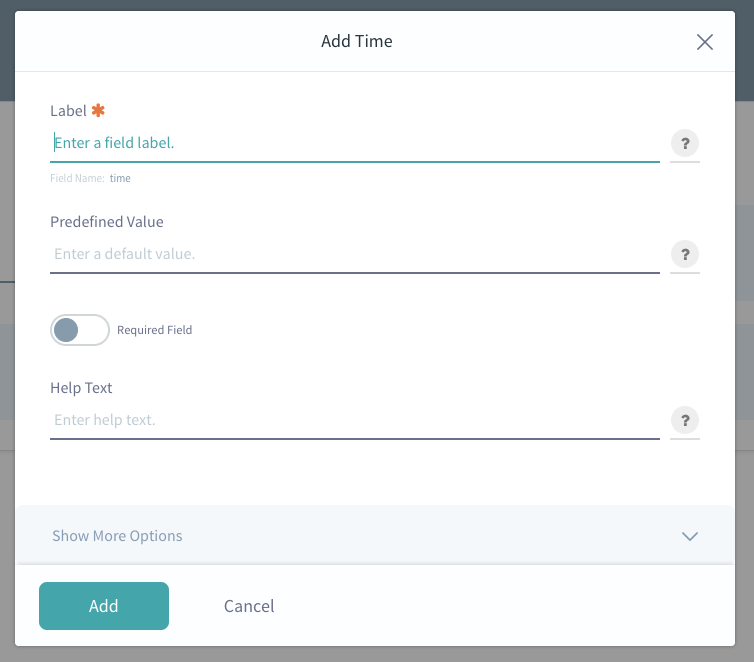 Add Time
Label ✱
Enter a field label.
?
Field Name: time
Predefined Value
Enter a default value.
?
Required Field
Help Text
Enter help text.
?
Show More Options
Add
Cancel